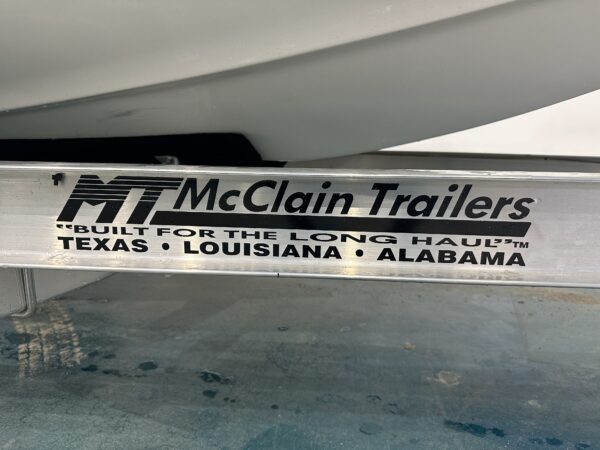 MT McClain Trailers
"BUILT FOR THE LONG HAUL"™
TEXAS • LOUISIANA • ALABAMA